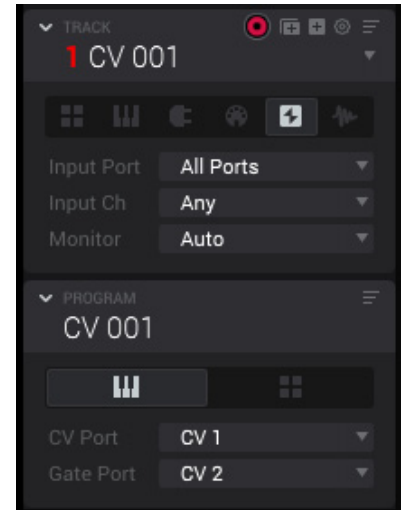 TRACK
1 CV 001
Input Port All Ports
Input Ch Any
Monitor Auto
PROGRAM
CV 001
CV Port CV 1
Gate Port CV 2